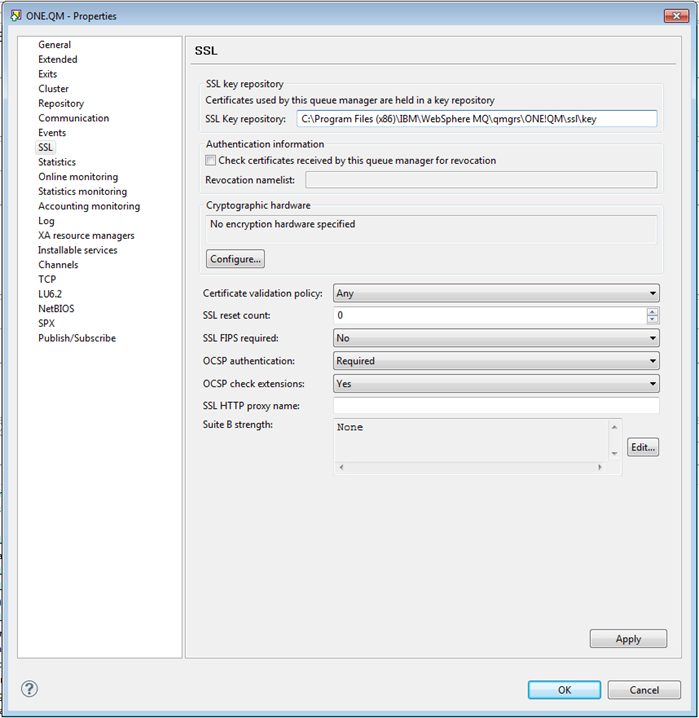 ONE.QM - Properties
General
Extended
Exits
Cluster
Repository
Communication
Events
SSL
Statistics
Online monitoring
Statistics monitoring
Accounting monitoring
Log
XA resource managers
Installable services
Channels
TCP
LU6.2
NetBIOS
SPX
Publish/Subscribe
SSL
SSL key repository
Certificates used by this queue manager are held in a key repository
SSL Key repository: C:\Program Files (x86)\IBM\WebSphere MQ\qmgrs\ONE!QM\ssl\key
Authentication information
Check certificates received by this queue manager for revocation
Revocation namelist:
Cryptographic hardware
No encryption hardware specified
Configure...
Certificate validation policy: Any
SSL reset count: 0
SSL FIPS required: No
OCSP authentication: Required
OCSP check extensions: Yes
SSL HTTP proxy name:
Suite B strength: None
Edit...
Apply
? OK Cancel